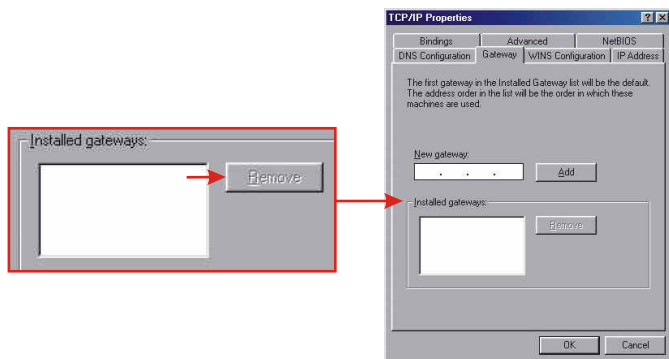 Installed gateways:
Remove
TCP/IP Properties
Bindings Advanced NetBIOS
DNS Configuration Gateway WINS Configuration IP Address
The first gateway in the Installed Gateway list will be the default.
The address order in the list will be the order in which these
machines are used.
New gateway:
. . .
Add
Installed gateways:
Remove
OK Cancel